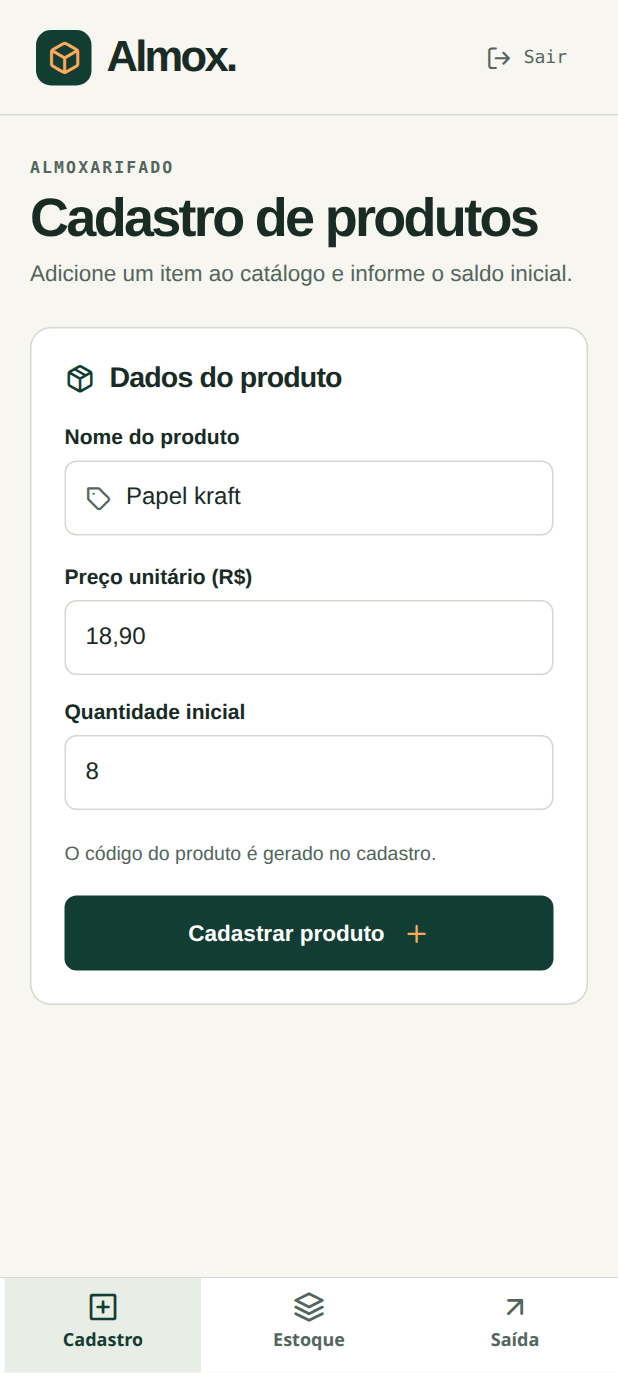 Almox.
Sair
ALMOXARIFADO
Cadastro de produtos
Adicione um item ao catálogo e informe o saldo inicial.
Dados do produto
Nome do produto
Papel kraft
Preço unitário (R$)
18,90
Quantidade inicial
8
O código do produto é gerado no cadastro.
Cadastrar produto
Cadastro
Estoque
Saída